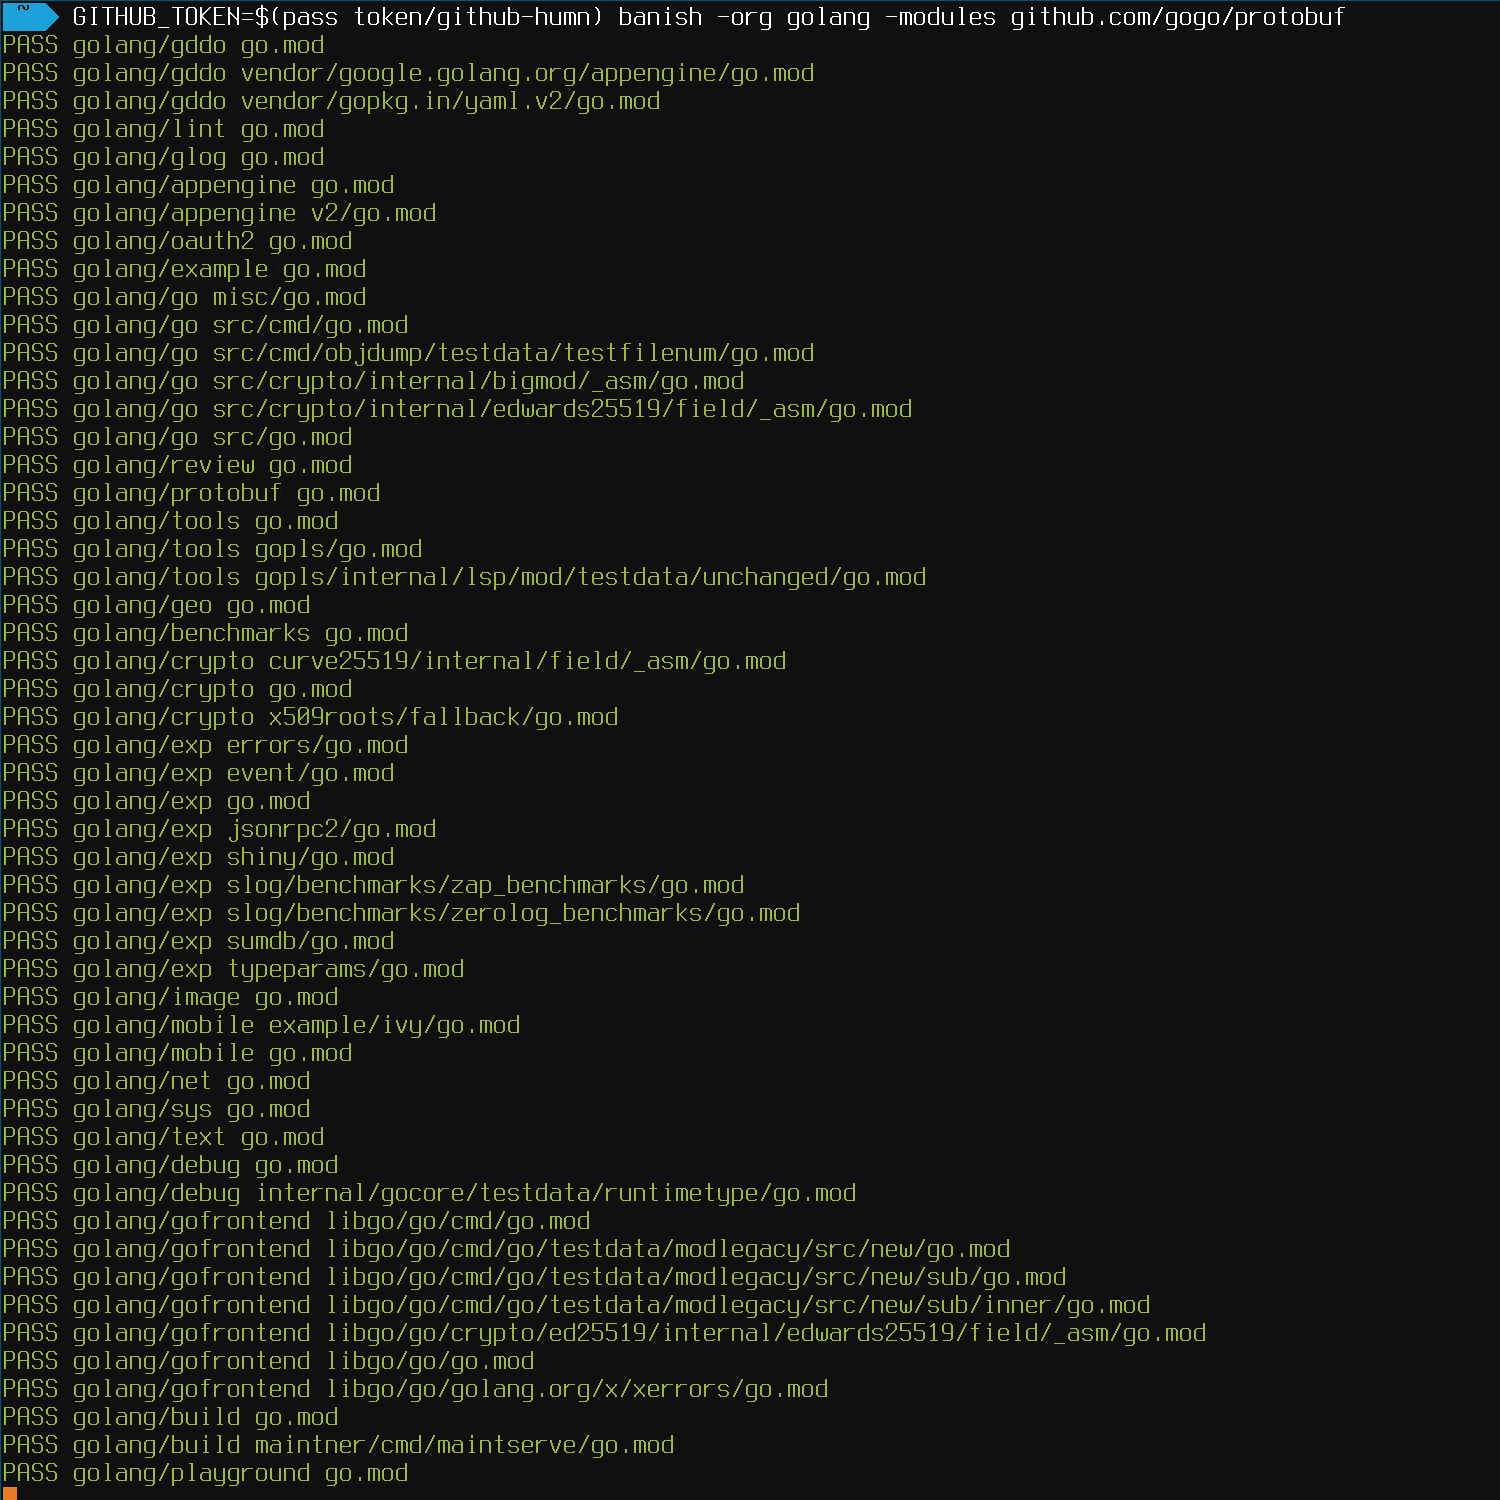 ~ GITHUB_TOKEN=$(pass token/github-humn) banish -org golang -modules github.com/gogo/protobuf
PASS golang/gddo go.mod
PASS golang/gddo vendor/google.golang.org/appengine/go.mod
PASS golang/gddo vendor/gopkg.in/yaml.v2/go.mod
PASS golang/lint go.mod
PASS golang/glog go.mod
PASS golang/appengine go.mod
PASS golang/appengine v2/go.mod
PASS golang/oauth2 go.mod
PASS golang/example go.mod
PASS golang/go misc/go.mod
PASS golang/go src/cmd/go.mod
PASS golang/go src/cmd/objdump/testdata/testfilenum/go.mod
PASS golang/go src/crypto/internal/bigmod/_asm/go.mod
PASS golang/go src/crypto/internal/edwards25519/field/_asm/go.mod
PASS golang/go src/go.mod
PASS golang/review go.mod
PASS golang/protobuf go.mod
PASS golang/tools go.mod
PASS golang/tools gopls/go.mod
PASS golang/tools gopls/internal/lsp/mod/testdata/unchanged/go.mod
PASS golang/geo go.mod
PASS golang/benchmarks go.mod
PASS golang/crypto curve25519/internal/field/_asm/go.mod
PASS golang/crypto go.mod
PASS golang/crypto x509roots/fallback/go.mod
PASS golang/exp errors/go.mod
PASS golang/exp event/go.mod
PASS golang/exp go.mod
PASS golang/exp jsonrpc2/go.mod
PASS golang/exp shiny/go.mod
PASS golang/exp slog/benchmarks/zap_benchmarks/go.mod
PASS golang/exp slog/benchmarks/zerolog_benchmarks/go.mod
PASS golang/exp sumdb/go.mod
PASS golang/exp typeparams/go.mod
PASS golang/image go.mod
PASS golang/mobile example/ivy/go.mod
PASS golang/mobile go.mod
PASS golang/net go.mod
PASS golang/sys go.mod
PASS golang/text go.mod
PASS golang/debug go.mod
PASS golang/debug internal/gocore/testdata/runtimetype/go.mod
PASS golang/gofrontend libgo/go/cmd/go.mod
PASS golang/gofrontend libgo/go/cmd/go/testdata/modlegacy/src/new/go.mod
PASS golang/gofrontend libgo/go/cmd/go/testdata/modlegacy/src/new/sub/go.mod
PASS golang/gofrontend libgo/go/cmd/go/testdata/modlegacy/src/new/sub/inner/go.mod
PASS golang/gofrontend libgo/go/crypto/ed25519/internal/edwards25519/field/_asm/go.mod
PASS golang/gofrontend libgo/go/go.mod
PASS golang/gofrontend libgo/go/golang.org/x/xerrors/go.mod
PASS golang/build go.mod
PASS golang/build maintner/cmd/maintserve/go.mod
PASS golang/playground go.mod